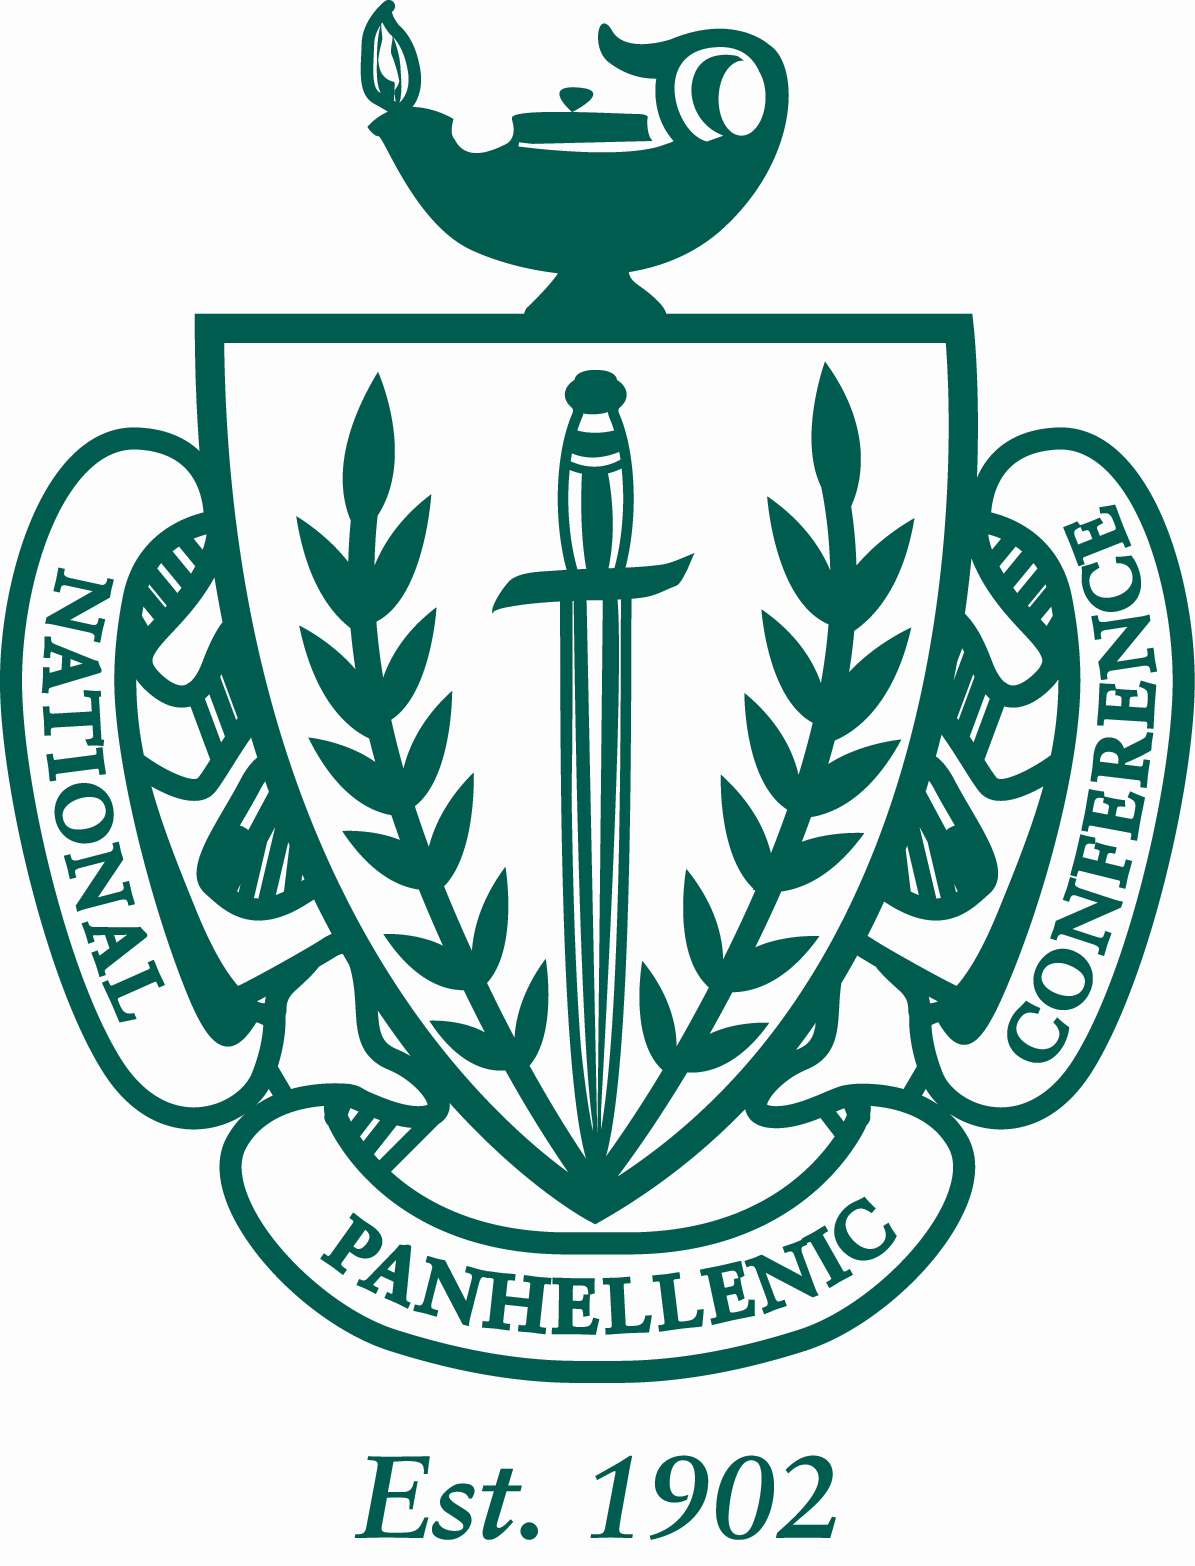 NATIONAL
PANHELLENIC
CONFERENCE
Est. 1902